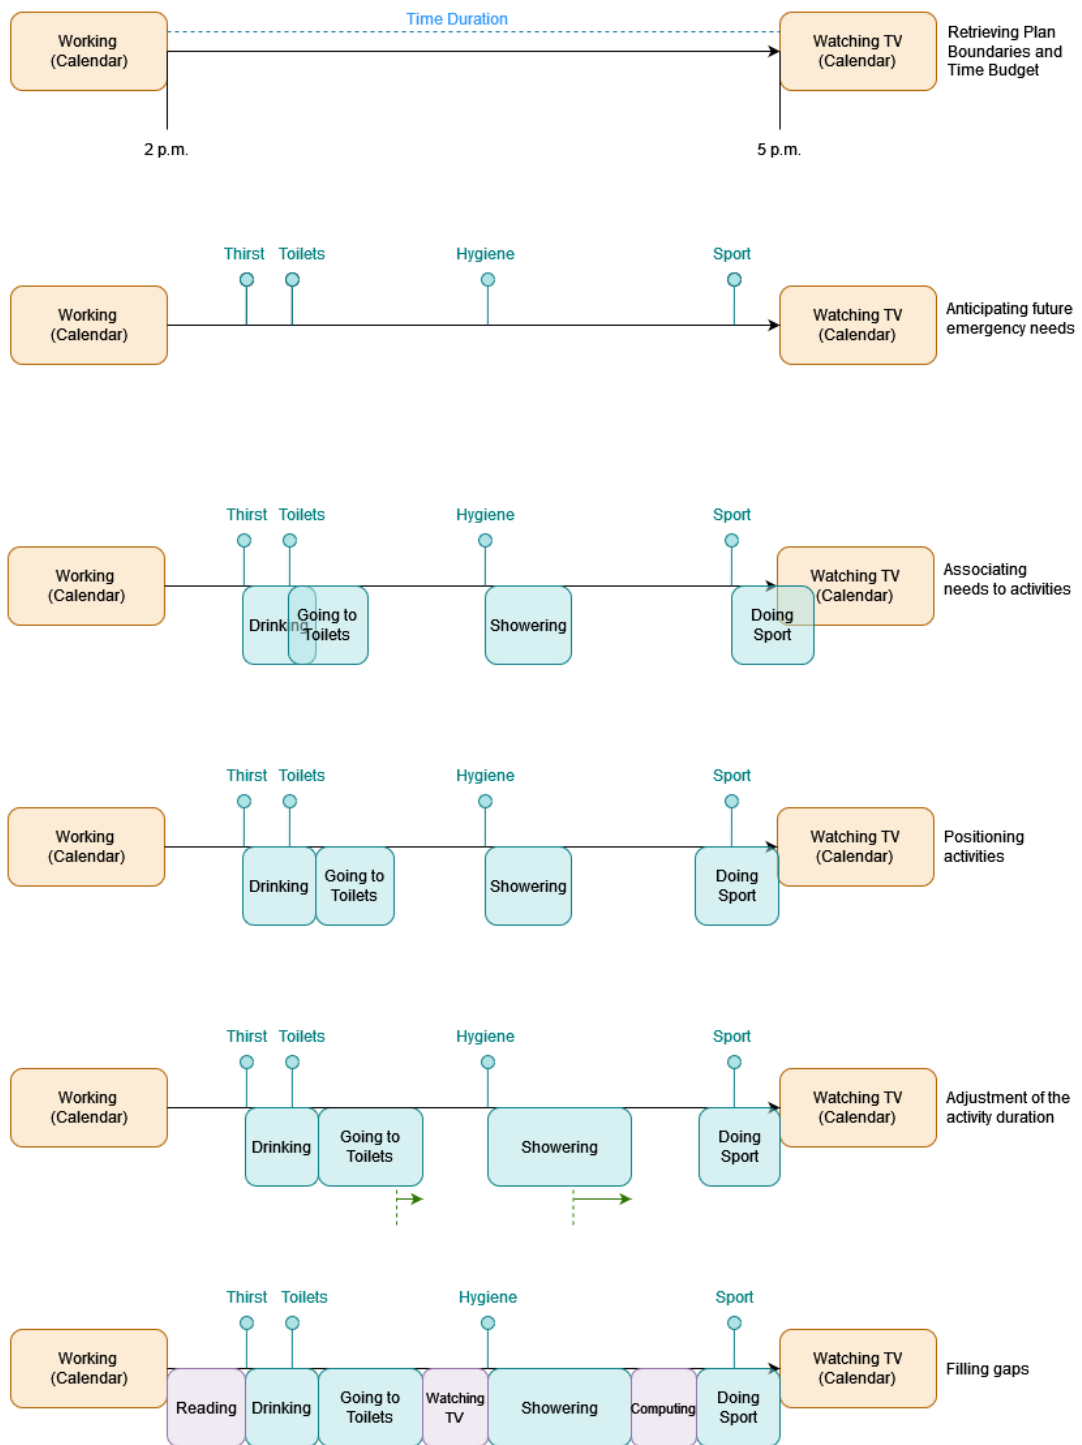 Time Duration
Working
(Calendar)
Watching TV
(Calendar)
Retrieving Plan
Boundaries and
Time Budget
2 p.m.
5 p.m.
Thirst
Toilets
Hygiene
Sport
Working
(Calendar)
Watching TV
(Calendar)
Anticipating future
emergency needs
Thirst
Toilets
Hygiene
Sport
Working
(Calendar)
Watching TV
(Calendar)
Associating
needs to activities
Drinking
Going to
Toilets
Showering
Doing
Sport
Thirst
Toilets
Hygiene
Sport
Working
(Calendar)
Watching TV
(Calendar)
Positioning
activities
Drinking
Going to
Toilets
Showering
Doing
Sport
Thirst
Toilets
Hygiene
Sport
Working
(Calendar)
Watching TV
(Calendar)
Adjustment of the
activity duration
Drinking
Going to
Toilets
Showering
Doing
Sport
Thirst
Toilets
Hygiene
Sport
Working
(Calendar)
Watching TV
(Calendar)
Filling gaps
Reading
Drinking
Going to
Toilets
Watching
TV
Showering
Computing
Doing
Sport